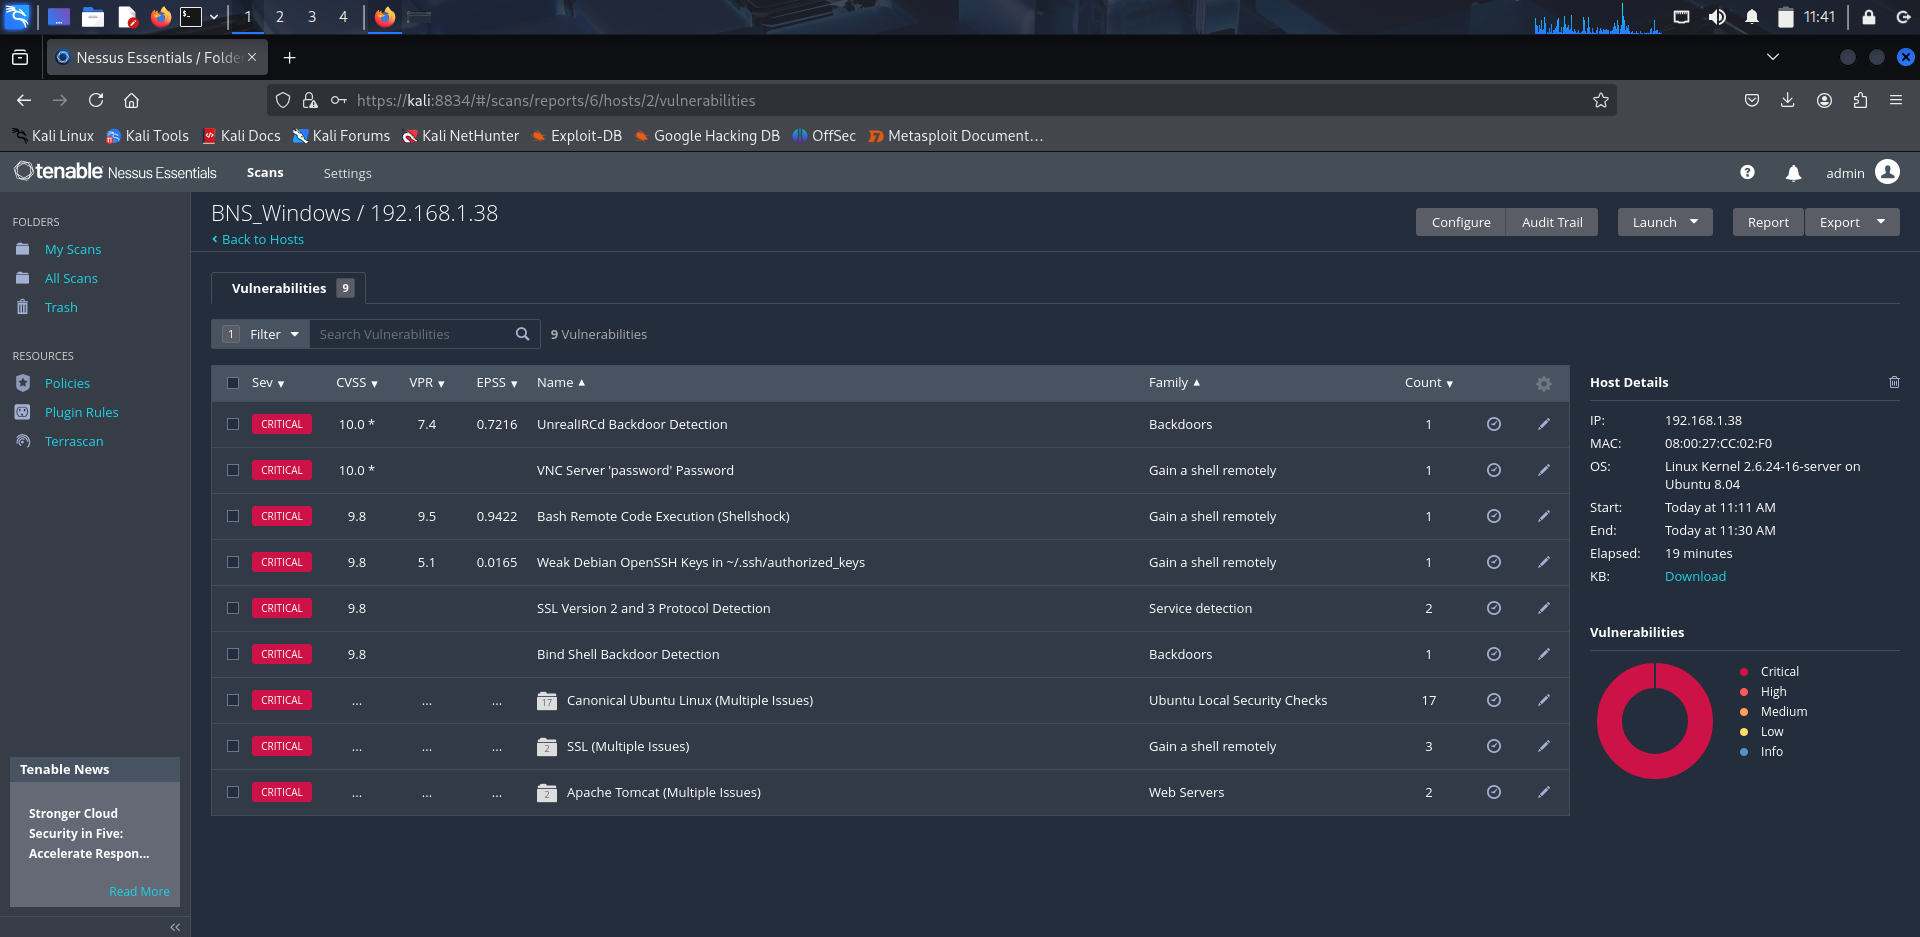 1 2 3 4 11:41
Nessus Essentials / Folde
https://kali:8834/#/scans/reports/6/hosts/2/vulnerabilities
Kali Linux Kali Tools Kali Docs Kali Forums Kali NetHunter Exploit-DB Google Hacking DB OffSec Metasploit Document…
tenable Nessus Essentials Scans Settings admin
FOLDERS
My Scans
All Scans
Trash
RESOURCES
Policies
Plugin Rules
Terrascan
Tenable News
Stronger Cloud
Security in Five:
Accelerate Respon...
Read More
BNS_Windows / 192.168.1.38
Back to Hosts
Configure Audit Trail Launch Report Export
Vulnerabilities 9
1 Filter Search Vulnerabilities 9 Vulnerabilities
Sev CVSS VPR EPSS Name Family Count
CRITICAL 10.0 * 7.4 0.7216 UnrealIRCd Backdoor Detection Backdoors 1
CRITICAL 10.0 * VNC Server 'password' Password Gain a shell remotely 1
CRITICAL 9.8 9.5 0.9422 Bash Remote Code Execution (Shellshock) Gain a shell remotely 1
CRITICAL 9.8 5.1 0.0165 Weak Debian OpenSSH Keys in ~/.ssh/authorized_keys Gain a shell remotely 1
CRITICAL 9.8 SSL Version 2 and 3 Protocol Detection Service detection 2
CRITICAL 9.8 Bind Shell Backdoor Detection Backdoors 1
CRITICAL ... ... ... 17 Canonical Ubuntu Linux (Multiple Issues) Ubuntu Local Security Checks 17
CRITICAL ... ... ... 2 SSL (Multiple Issues) Gain a shell remotely 3
CRITICAL ... ... ... 2 Apache Tomcat (Multiple Issues) Web Servers 2
Host Details
IP: 192.168.1.38
MAC: 08:00:27:CC:02:F0
OS: Linux Kernel 2.6.24-16-server on
Ubuntu 8.04
Start: Today at 11:11 AM
End: Today at 11:30 AM
Elapsed: 19 minutes
KB: Download
Vulnerabilities
Critical
High
Medium
Low
Info